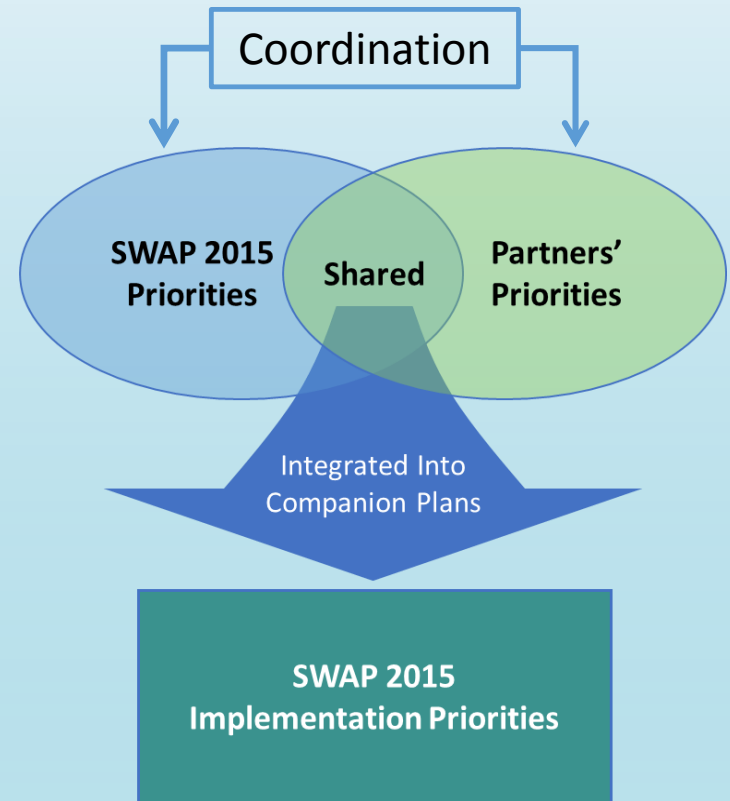 Coordination
SWAP 2015
Priorities
Shared
Partners’
Priorities
Integrated Into
Companion Plans
SWAP 2015
Implementation Priorities